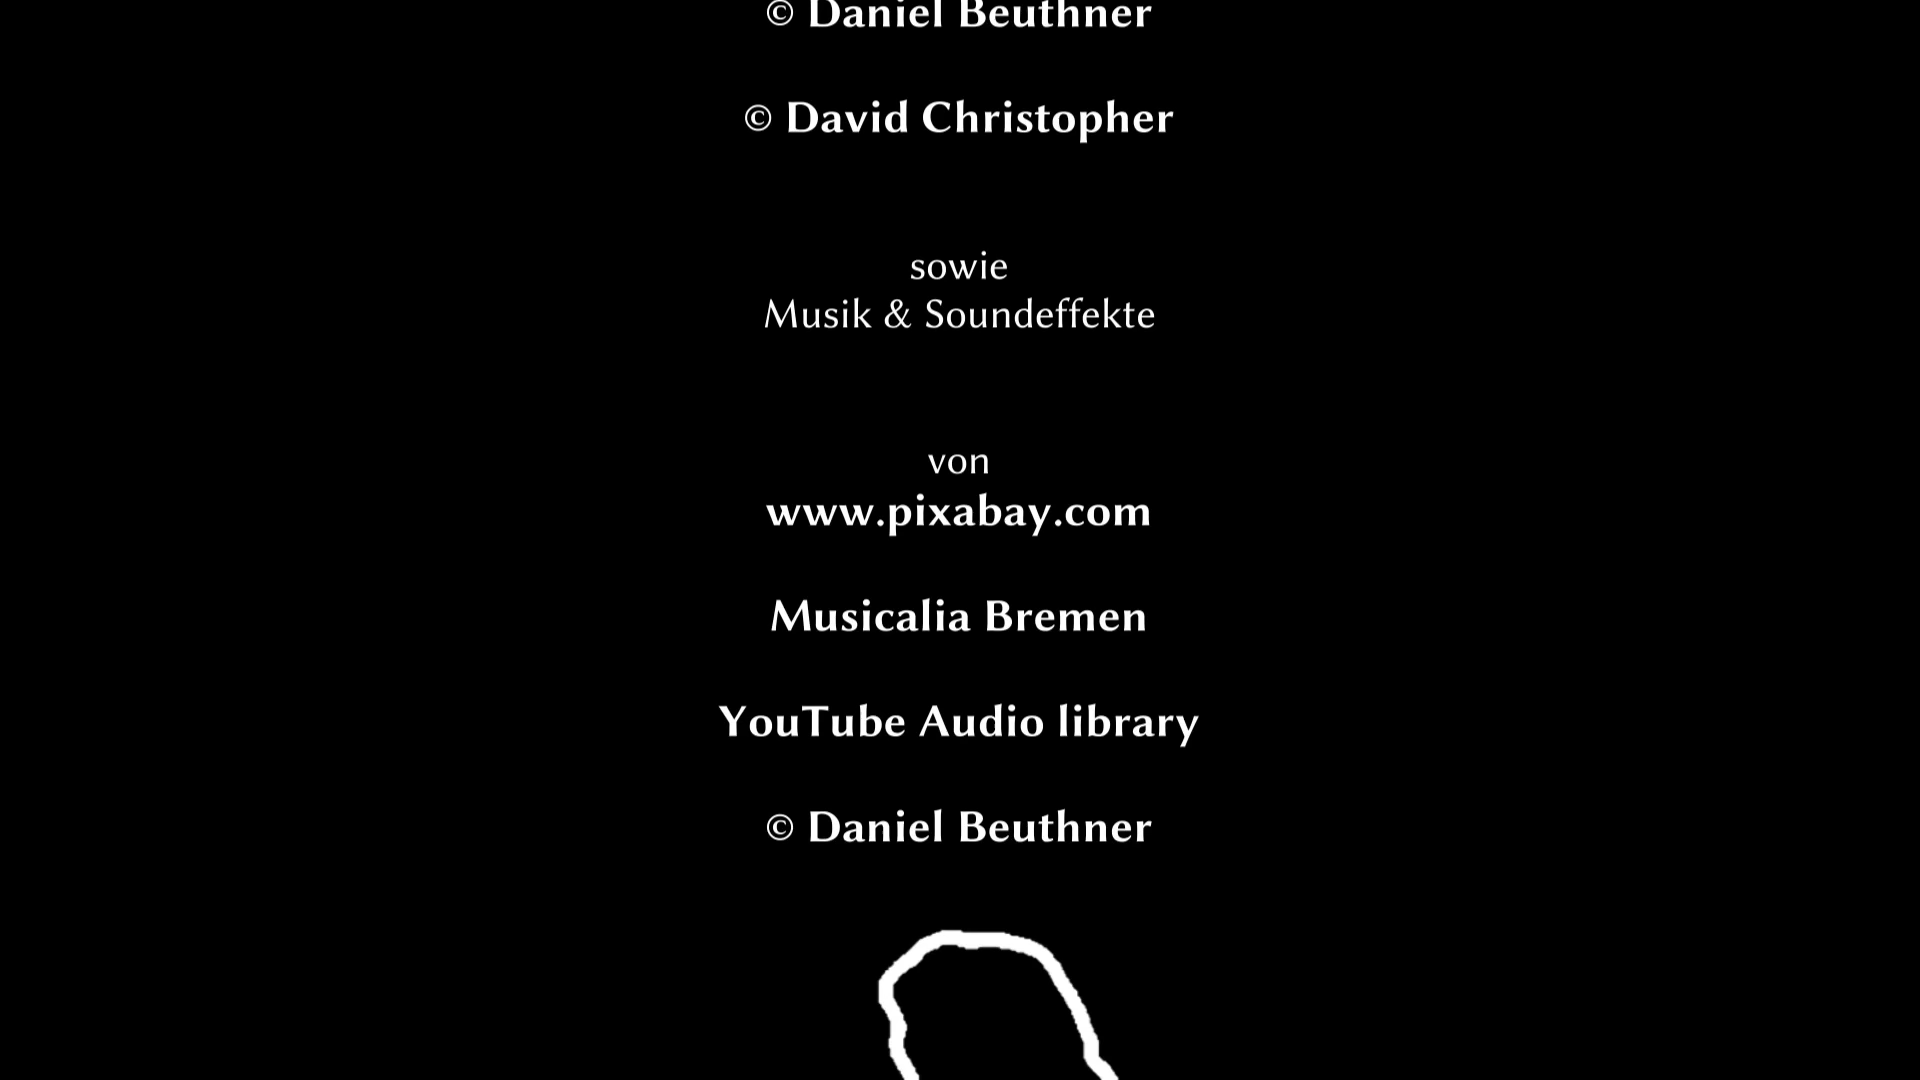 © Daniel Beuthner
© David Christopher
sowie
Musik & Soundeffekte
von
www.pixabay.com
Musicalia Bremen
YouTube Audio library
© Daniel Beuthner